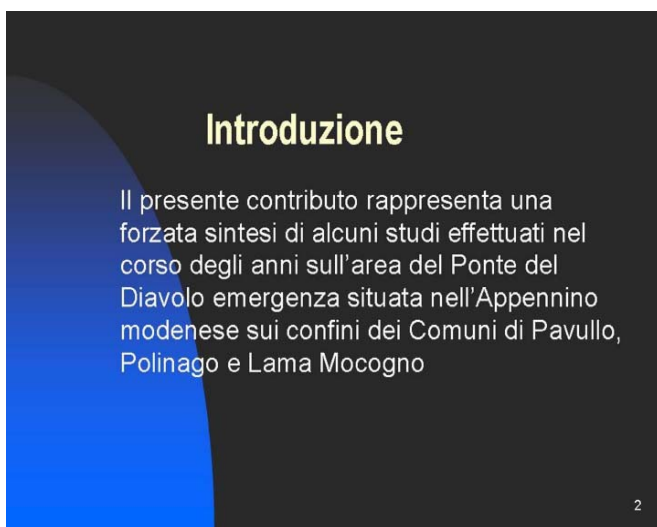 Introduzione
Il presente contributo rappresenta una
forzata sintesi di alcuni studi effettuati nel
corso degli anni sull'area del Ponte del
Diavolo emergenza situata nell'Appennino
modenese sui confini dei Comuni di Pavullo,
Polinago e Lama Mocogno
2